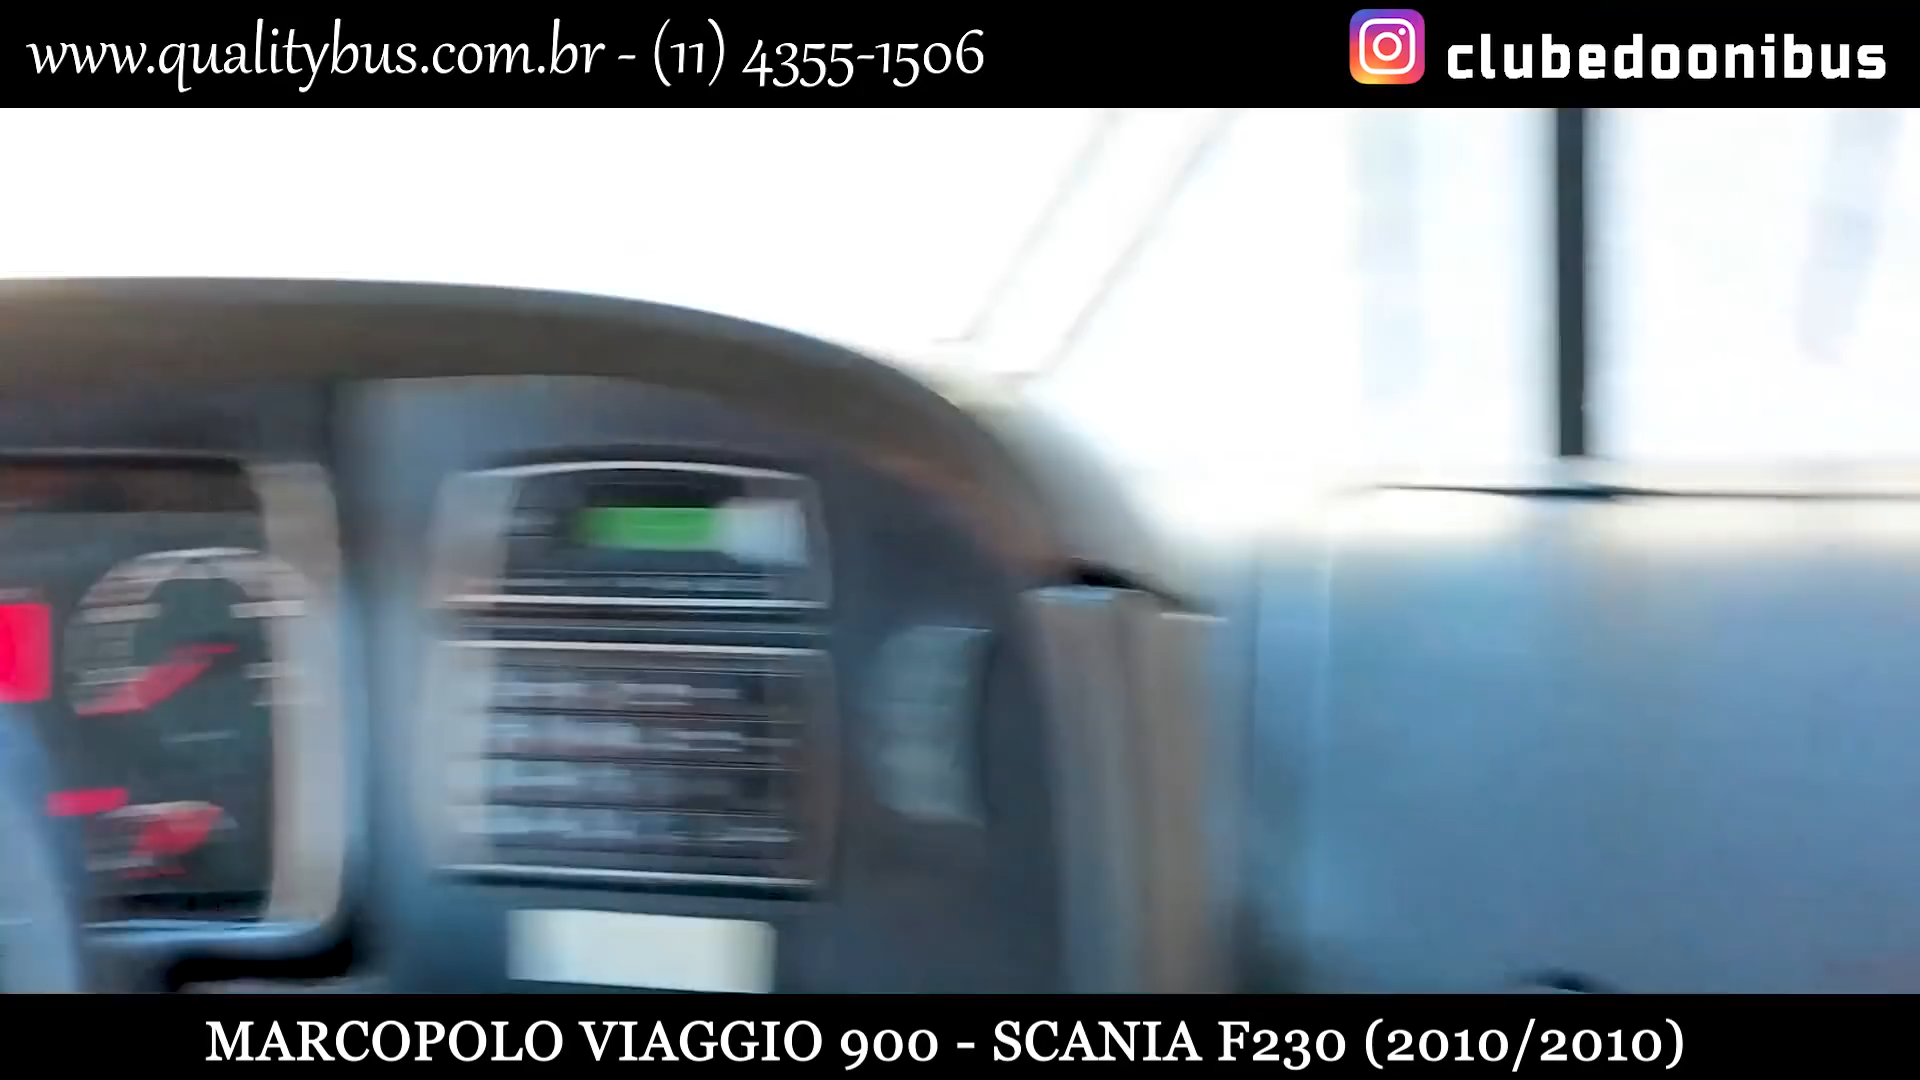 www.qualitybus.com.br - (11) 4355-1506
clubedoonibus
MARCOPOLO VIAGGIO 900 - SCANIA F230 (2010/2010)